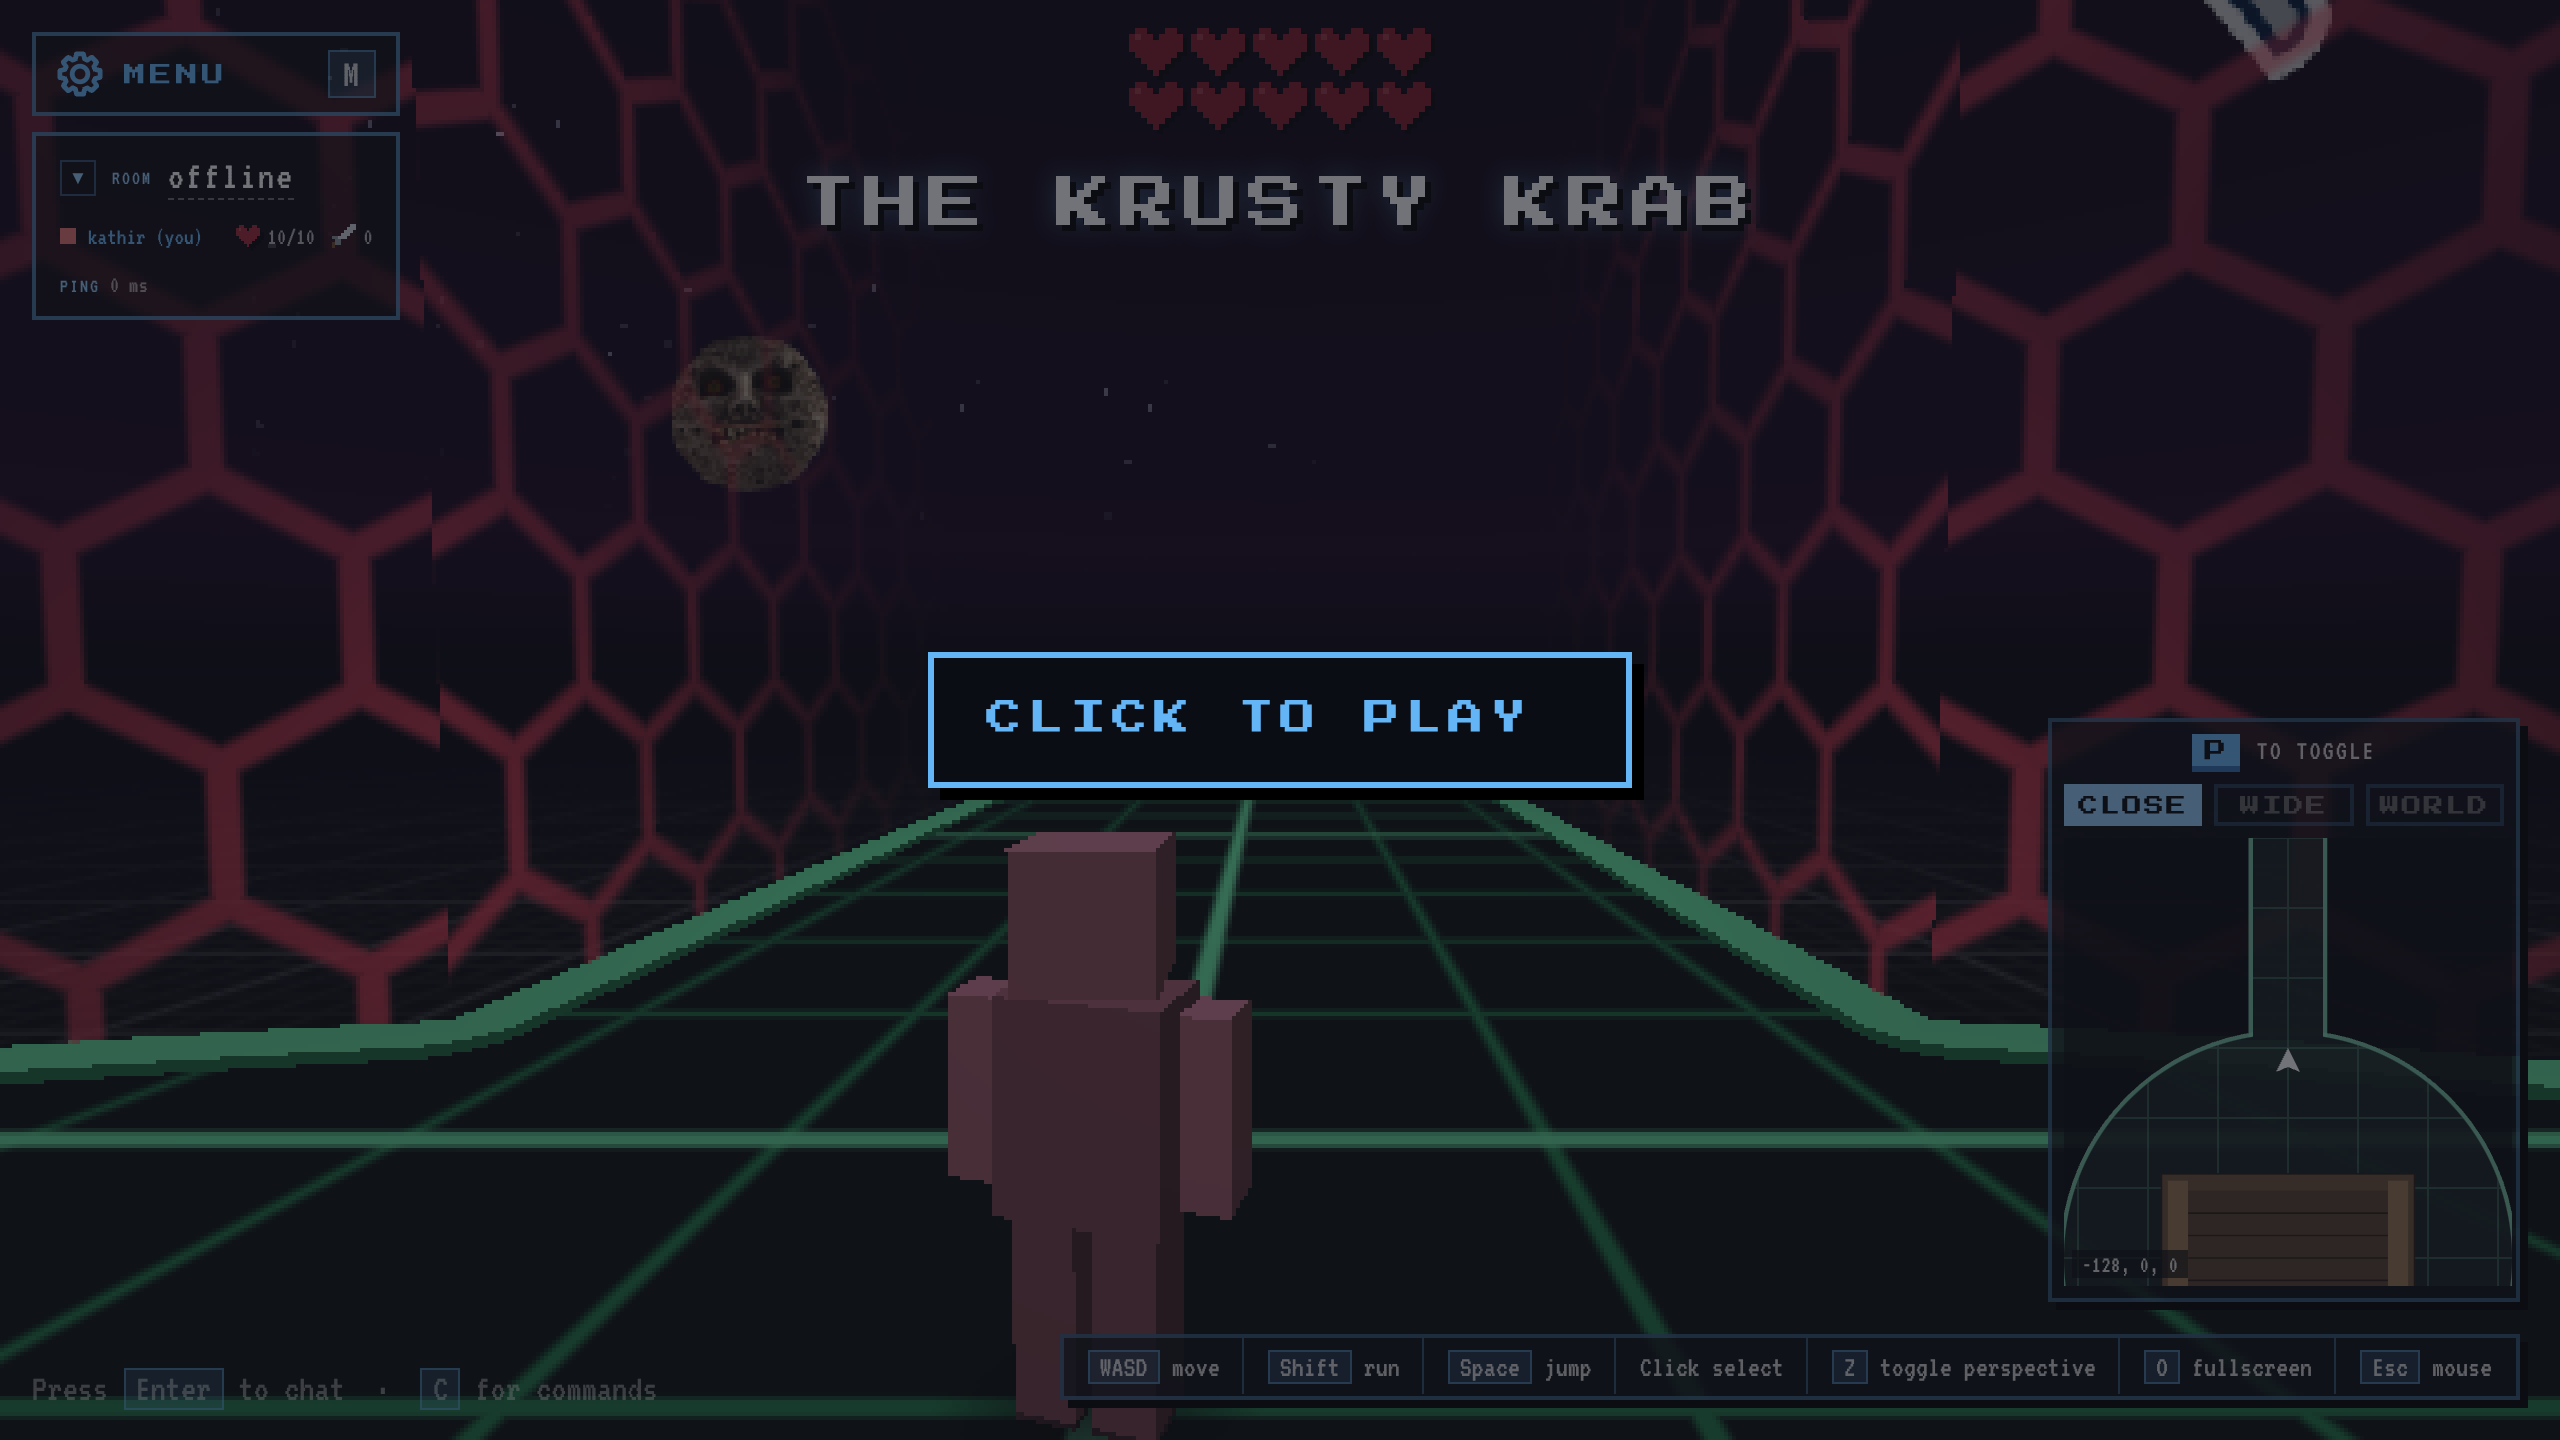 MENU M
▼ ROOM offline
kathir (you) 10/10 0
PING 0 ms
THE KRUSTY KRAB
CLICK TO PLAY
P TO TOGGLE
CLOSE WIDE WORLD
-128, 0, 0
Press Enter to chat · C for commands
WASD move Shift run Space jump Click select Z toggle perspective O fullscreen Esc mouse